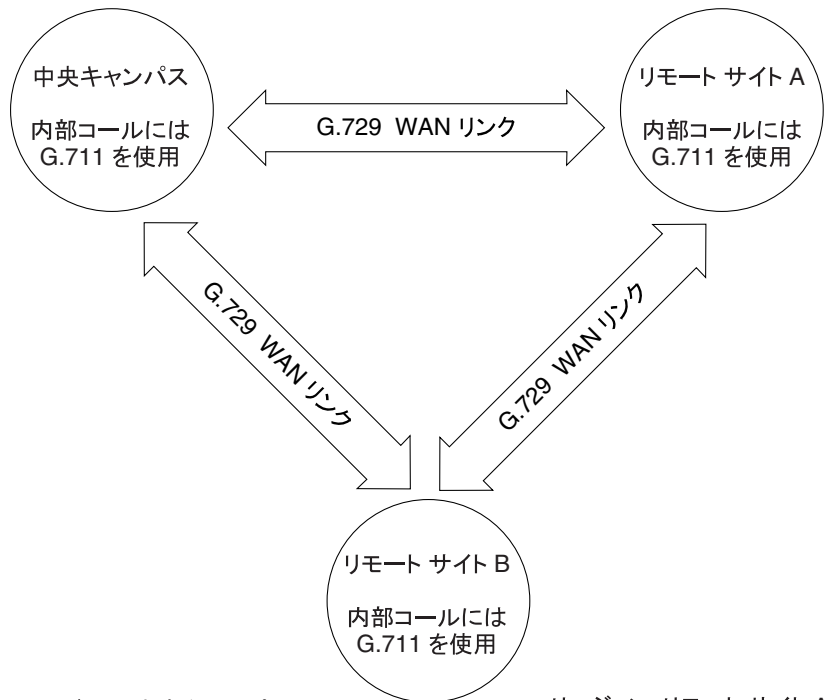 中央キャンパス
内部コールには
G.711 を使用
G.729 WAN リンク
リモート サイト A
内部コールには
G.711 を使用
G.729 WAN リンク
G.729 WAN リンク
リモート サイト B
内部コールには
G.711 を使用